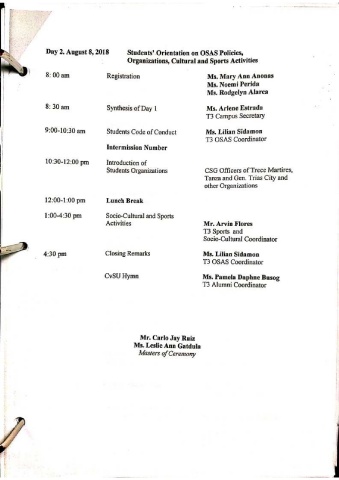 Day 2. August 8, 2018 Students' Orientation on OSAS Policies,
Organizations, Cultural and Sports Activities
8: 00 am Registration Ms. Mary Ann Anonas
Ms. Noemi Perida
Ms. Rodgelyn Alarca
8: 30 am Synthesis of Day 1 Ms. Arlene Estrada
T3 Campus Secretary
9:00-10:30 am Students Code of Conduct Ms. Lilian Sidamon
T3 OSAS Coordinator
Intermission Number
10:30-12:00 pm Introduction of
Students Organizations CSG Officers of Trece Martires,
Tanza and Gen. Trias City and
other Organizations
12:00-1:00 pm Lunch Break
1:00-4:30 pm Socio-Cultural and Sports
Activities Mr. Arvin Flores
T3 Sports and
Socio-Cultural Coordinator
4:30 pm Closing Remarks Ms. Lilian Sidamon
T3 OSAS Coordinator
CvSU Hymn Ms. Pamela Daphne Busog
T3 Alumni Coordinator
Mr. Carlo Jay Ruiz
Ms. Leslie Ann Gatdula
Masters of Ceremony